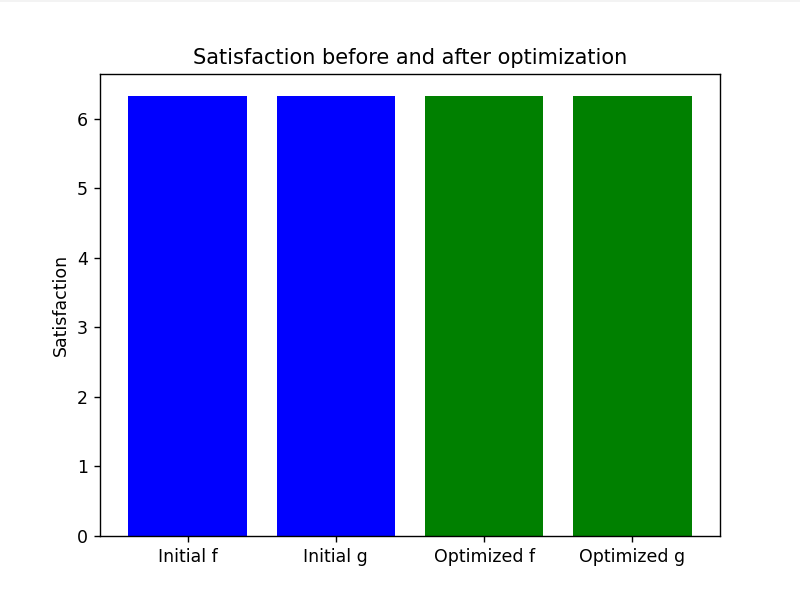 Satisfaction before and after optimization
Satisfaction
6
5
4
3
2
1
0
Initial f
Initial g
Optimized f
Optimized g